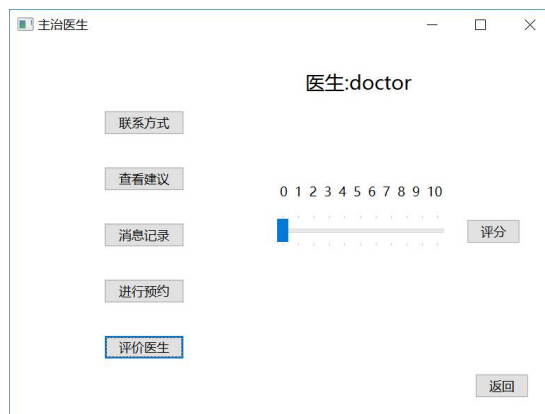 主治医生
医生:doctor
联系方式
查看建议
0 1 2 3 4 5 6 7 8 9 10
消息记录
评分
进行预约
评价医生
返回